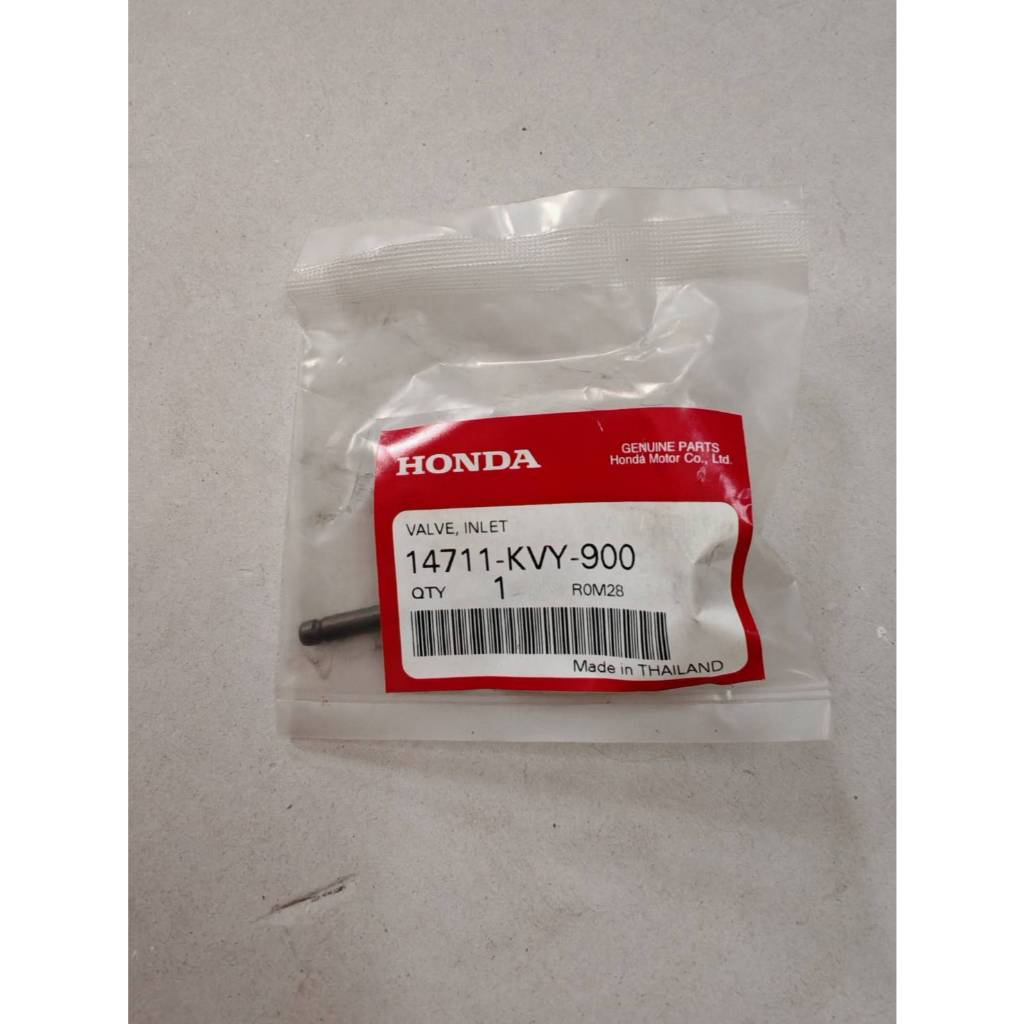 HONDA
GENUINE PARTS
Honda Motor Co., Ltd.
VALVE, INLET
14711-KVY-900
QTY 1 R0M28
Made in THAILAND